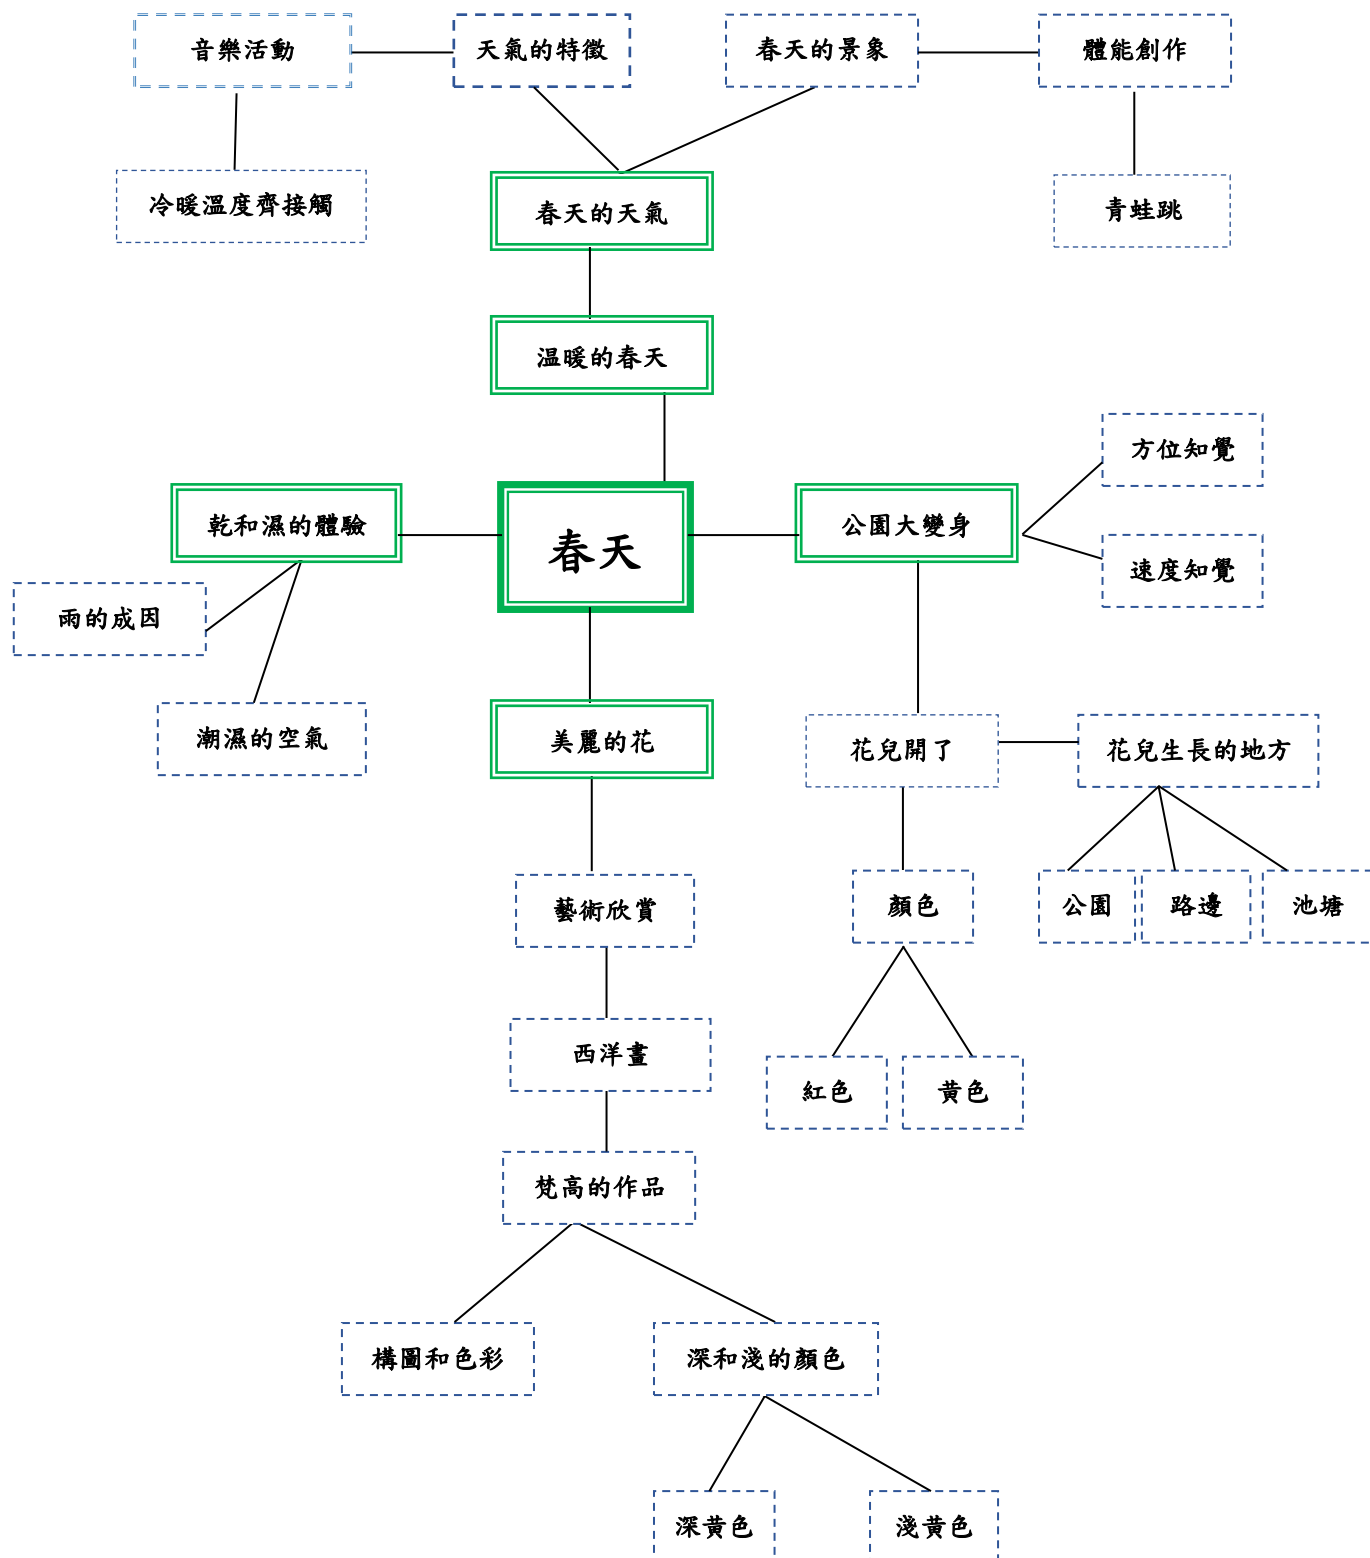 音樂活動
天氣的特徵
春天的景象
體能創作
冷暖溫度齊接觸
春天的天氣
青蛙跳
温暖的春天
方位知覺
乾和濕的體驗
春天
公園大變身
速度知覺
雨的成因
潮濕的空氣
美麗的花
花兒開了
花兒生長的地方
藝術欣賞
顏色
公園
路邊
池塘
西洋畫
紅色
黃色
梵高的作品
構圖和色彩
深和淺的顏色
深黃色
淺黃色